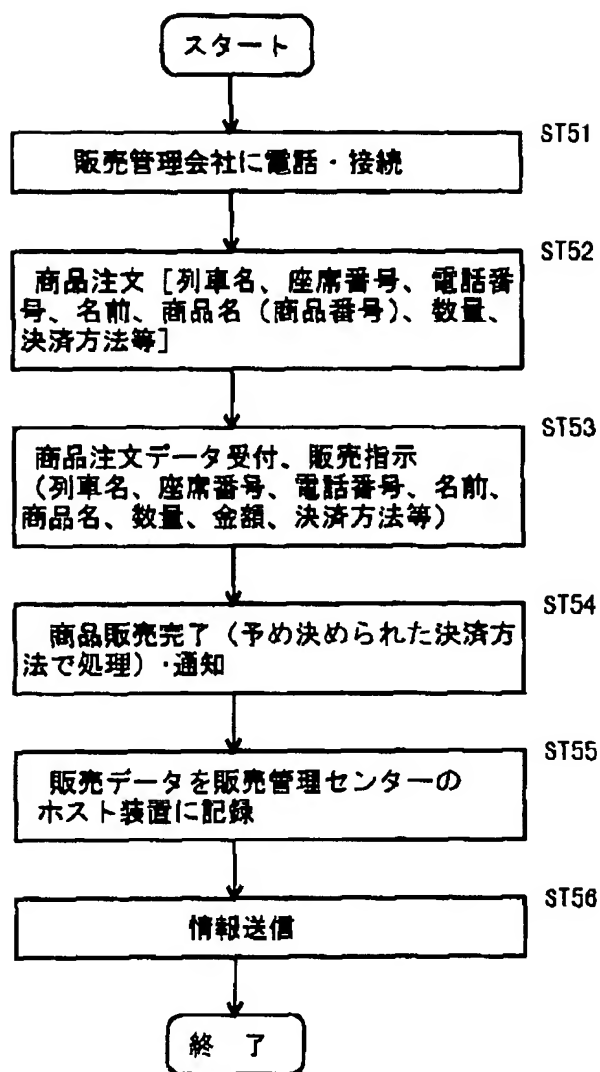 スタート
ST51
販売管理会社に電話・接続
ST52
商品注文［列車名、座席番号、電話番
号、名前、商品名（商品番号）、数量、
決済方法等］
ST53
商品注文データ受付、販売指示
（列車名、座席番号、電話番号、名前、
商品名、数量、金額、決済方法等）
ST54
商品販売完了（予め決められた決済方
法で処理）・通知
ST55
販売データを販売管理センターの
ホスト装置に記録
ST56
情報送信
終 了